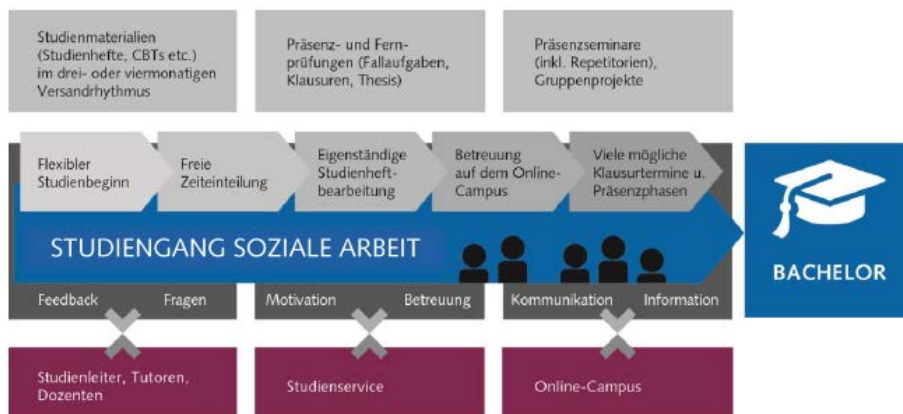 Studienmaterialien
(Studienhefte, CBTs etc.)
im drei- oder viermonatigen
Versandrhythmus
Präsenz- und Fern-
prüfungen (Fallaufgaben,
Klausuren, Thesis)
Präsenzseminare
(inkl. Repetitorien),
Gruppenprojekte
Flexibler
Studienbeginn
Freie
Zeiteinteilung
Eigenständige
Studienheft-
bearbeitung
Betreuung
auf dem Online-
Campus
Viele mögliche
Klausurtermine u.
Präsenzphasen
STUDIENGANG SOZIALE ARBEIT
BACHELOR
Feedback
Fragen
Motivation
Betreuung
Kommunikation
Information
Studienleiter, Tutoren,
Dozenten
Studienservice
Online-Campus